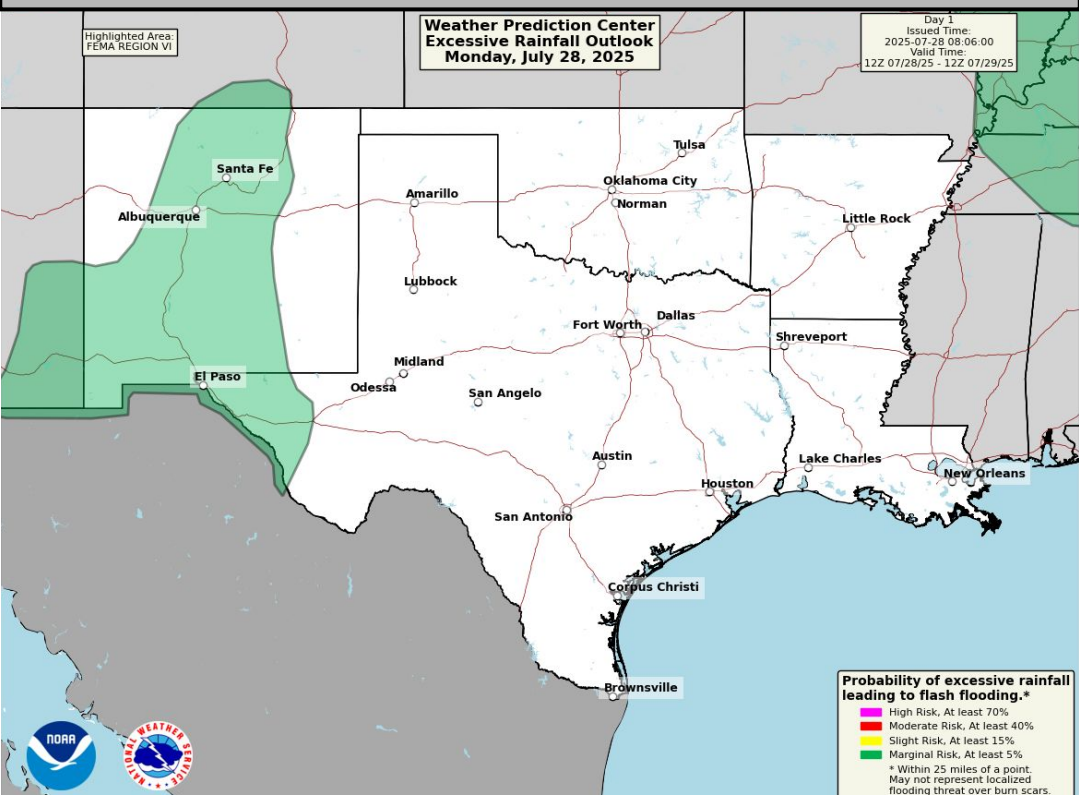 Highlighted Area:
FEMA REGION VI
Weather Prediction Center
Excessive Rainfall Outlook
Monday, July 28, 2025
Day 1
Issued Time:
2025-07-28 08:06:00
Valid Time:
12Z 07/28/25 - 12Z 07/29/25
Tulsa
Santa Fe
Oklahoma City
Amarillo
Norman
Albuquerque
Little Rock
Lubbock
Dallas
Fort Worth
Shreveport
Midland
El Paso
Odessa
San Angelo
Austin
Lake Charles
New Orleans
Houston
San Antonio
Corpus Christi
Brownsville
Probability of excessive rainfall
leading to flash flooding.*
High Risk, At least 70%
Moderate Risk, At least 40%
Slight Risk, At least 15%
Marginal Risk, At least 5%
* Within 25 miles of a point.
May not represent localized
flooding threat over burn scars.
NOAA
NATIONAL WEATHER SERVICE